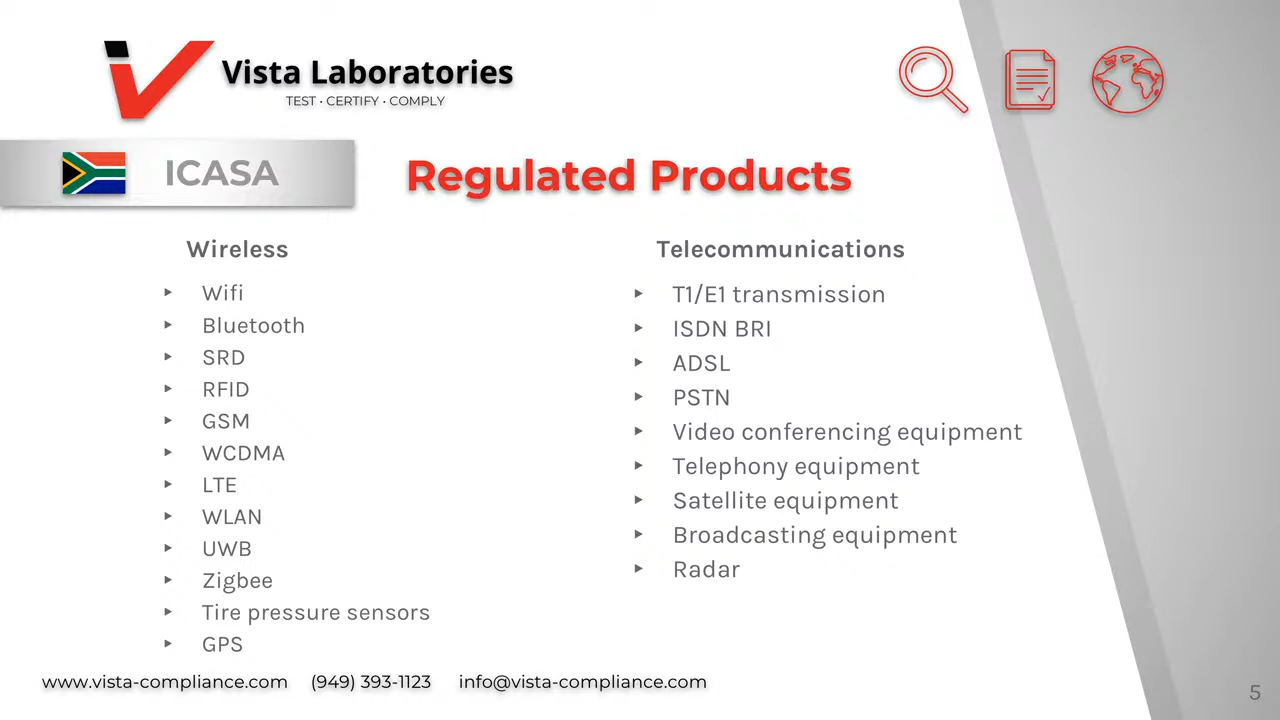 Vista Laboratories
TEST · CERTIFY · COMPLY
ICASA
Regulated Products
Wireless
Wifi
Bluetooth
SRD
RFID
GSM
WCDMA
LTE
WLAN
UWB
Zigbee
Tire pressure sensors
GPS
Telecommunications
T1/E1 transmission
ISDN BRI
ADSL
PSTN
Video conferencing equipment
Telephony equipment
Satellite equipment
Broadcasting equipment
Radar
www.vista-compliance.com (949) 393-1123 info@vista-compliance.com
5